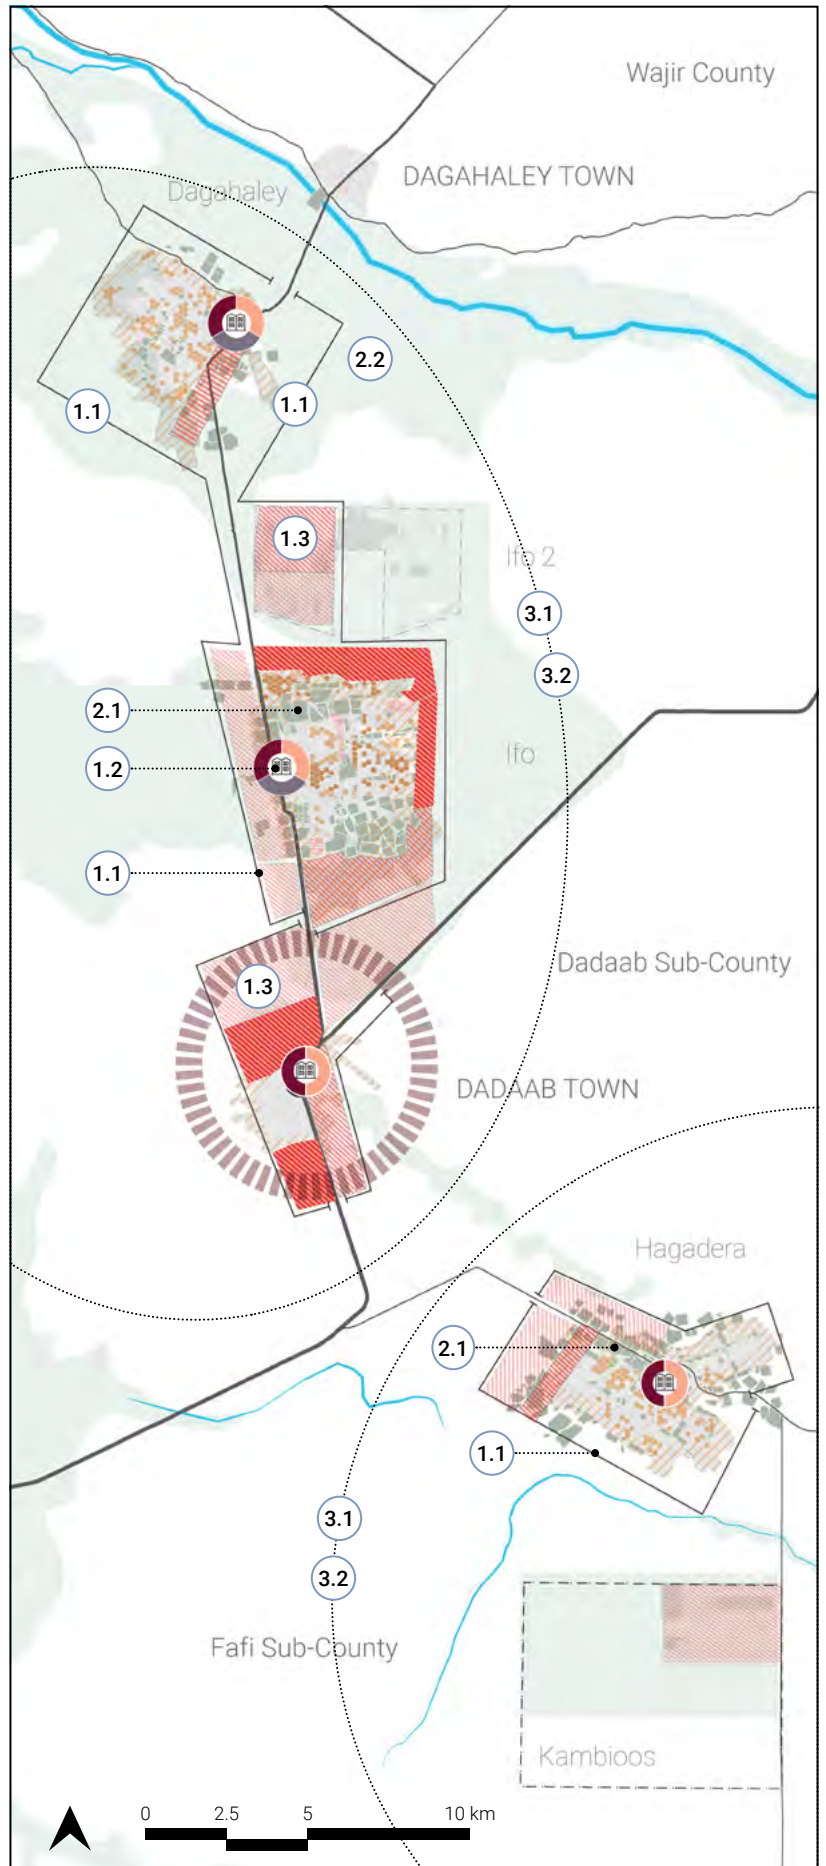 Wajir County
DAGAHALEY TOWN
Dagahaley
2.2
1.1
1.1
1.3
Ifo 2
3.1
3.2
2.1
Ifo
1.2
1.1
Dadaab Sub-County
1.3
DADAAB TOWN
Hagadera
2.1
1.1
3.1
3.2
Fafi Sub-County
Kambioos
0 2.5 5 10 km